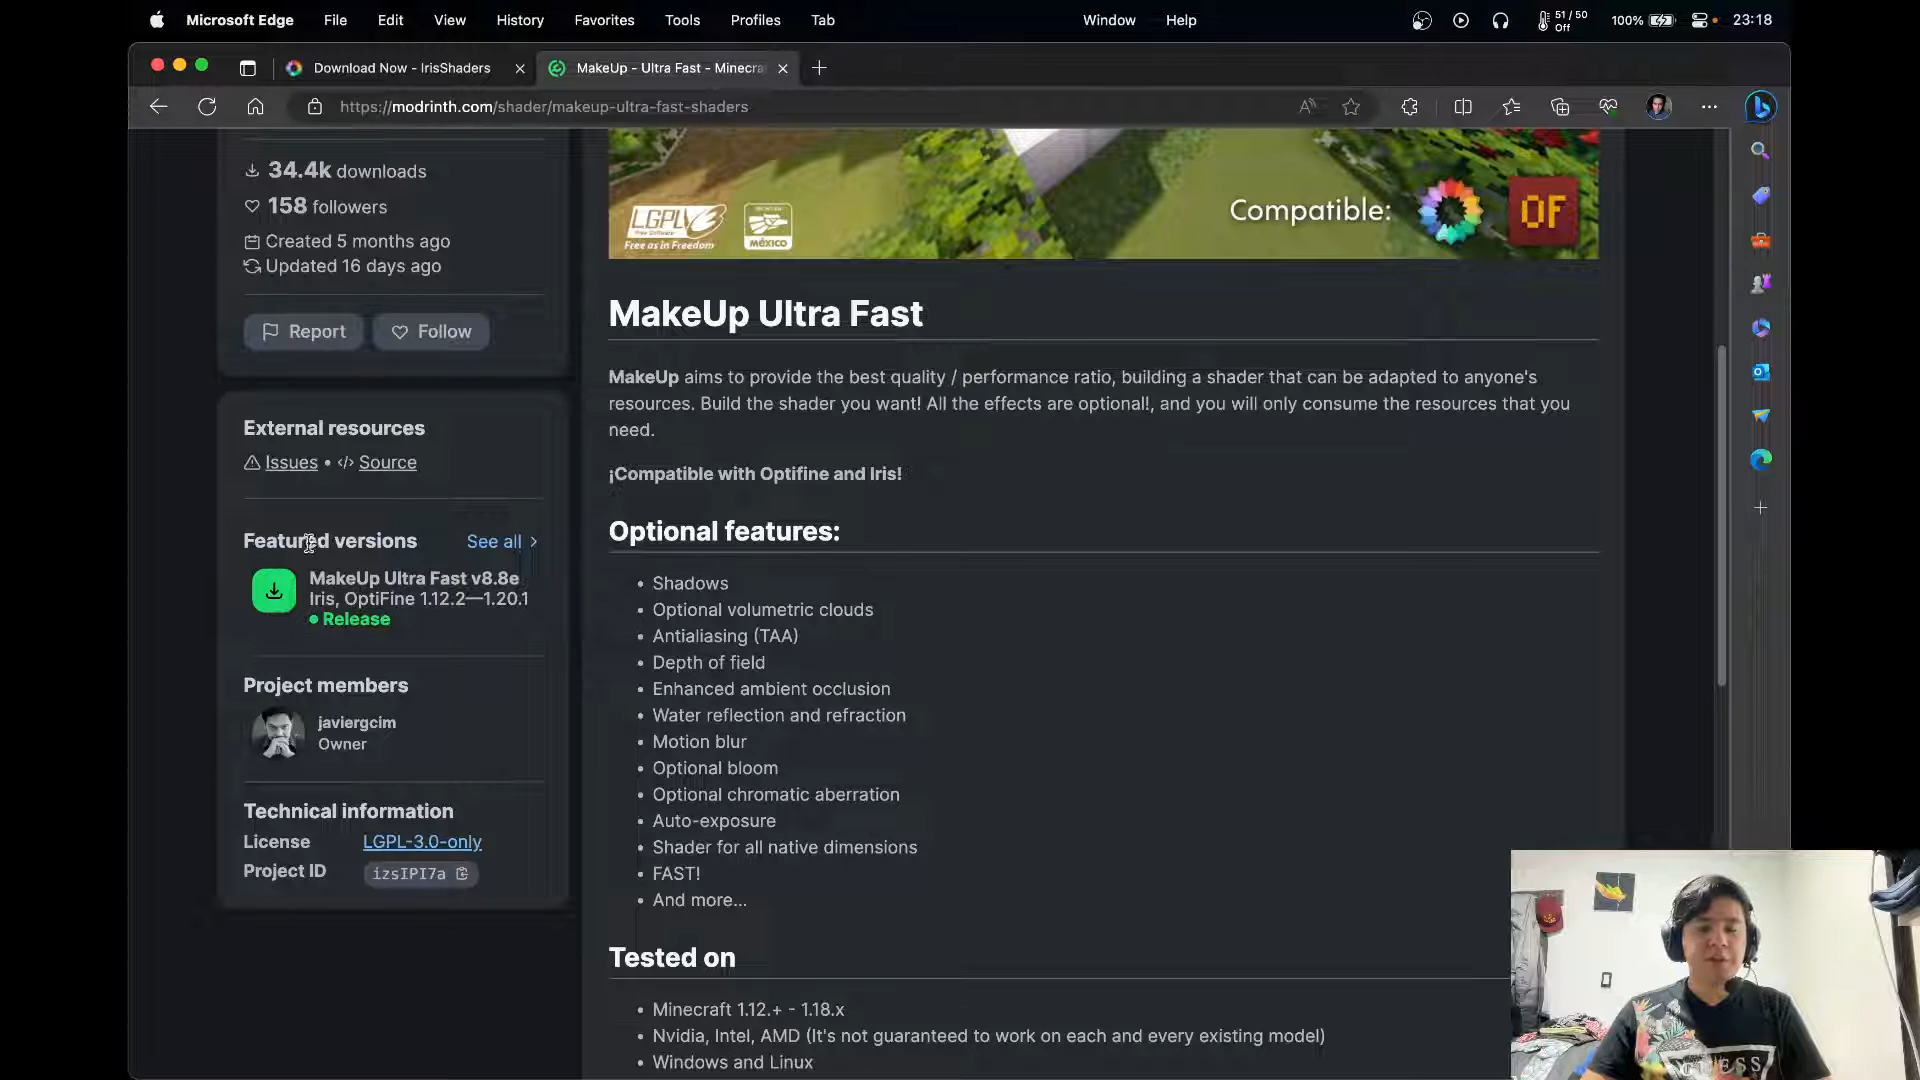 Microsoft Edge File Edit View History Favorites Tools Profiles Tab Window Help 51 / 50 Off 100% 23:18
Download Now - IrisShaders MakeUp - Ultra Fast - Minecra
https://modrinth.com/shader/makeup-ultra-fast-shaders
34.4k downloads
158 followers
Created 5 months ago
Updated 16 days ago
Report Follow
External resources
Issues • Source
Featured versions See all
MakeUp Ultra Fast v8.8e
Iris, OptiFine 1.12.2—1.20.1
• Release
Project members
javiergcim
Owner
Technical information
License LGPL-3.0-only
Project ID izsIPI7a
LGPL
Free as in Freedom
MÉXICO
Compatible: OF
MakeUp Ultra Fast
MakeUp aims to provide the best quality / performance ratio, building a shader that can be adapted to anyone's
resources. Build the shader you want! All the effects are optional!, and you will only consume the resources that you
need.
¡Compatible with Optifine and Iris!
Optional features:
• Shadows
• Optional volumetric clouds
• Antialiasing (TAA)
• Depth of field
• Enhanced ambient occlusion
• Water reflection and refraction
• Motion blur
• Optional bloom
• Optional chromatic aberration
• Auto-exposure
• Shader for all native dimensions
• FAST!
• And more...
Tested on
• Minecraft 1.12.+ - 1.18.x
• Nvidia, Intel, AMD (It's not guaranteed to work on each and every existing model)
• Windows and Linux